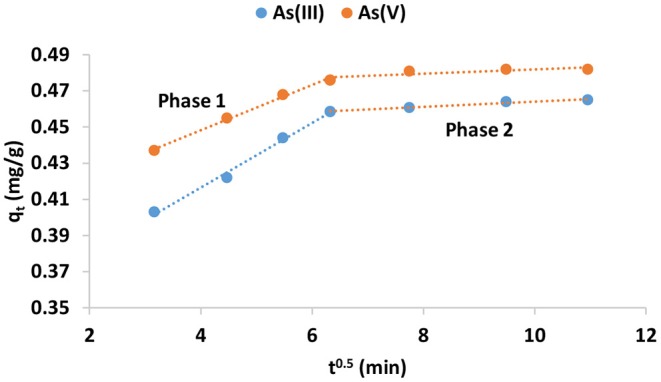 As(III) As(V)
0.49
0.47
0.45
0.43
0.41
0.39
0.37
0.35
qt (mg/g)
Phase 1
Phase 2
2 4 6 8 10 12
t0.5 (min)